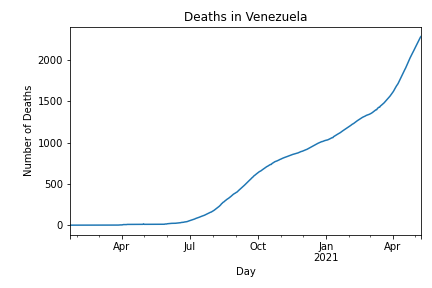 Deaths in Venezuela
Number of Deaths
2000
1500
1000
500
0
Apr
Jul
Oct
Jan
2021
Apr
Day